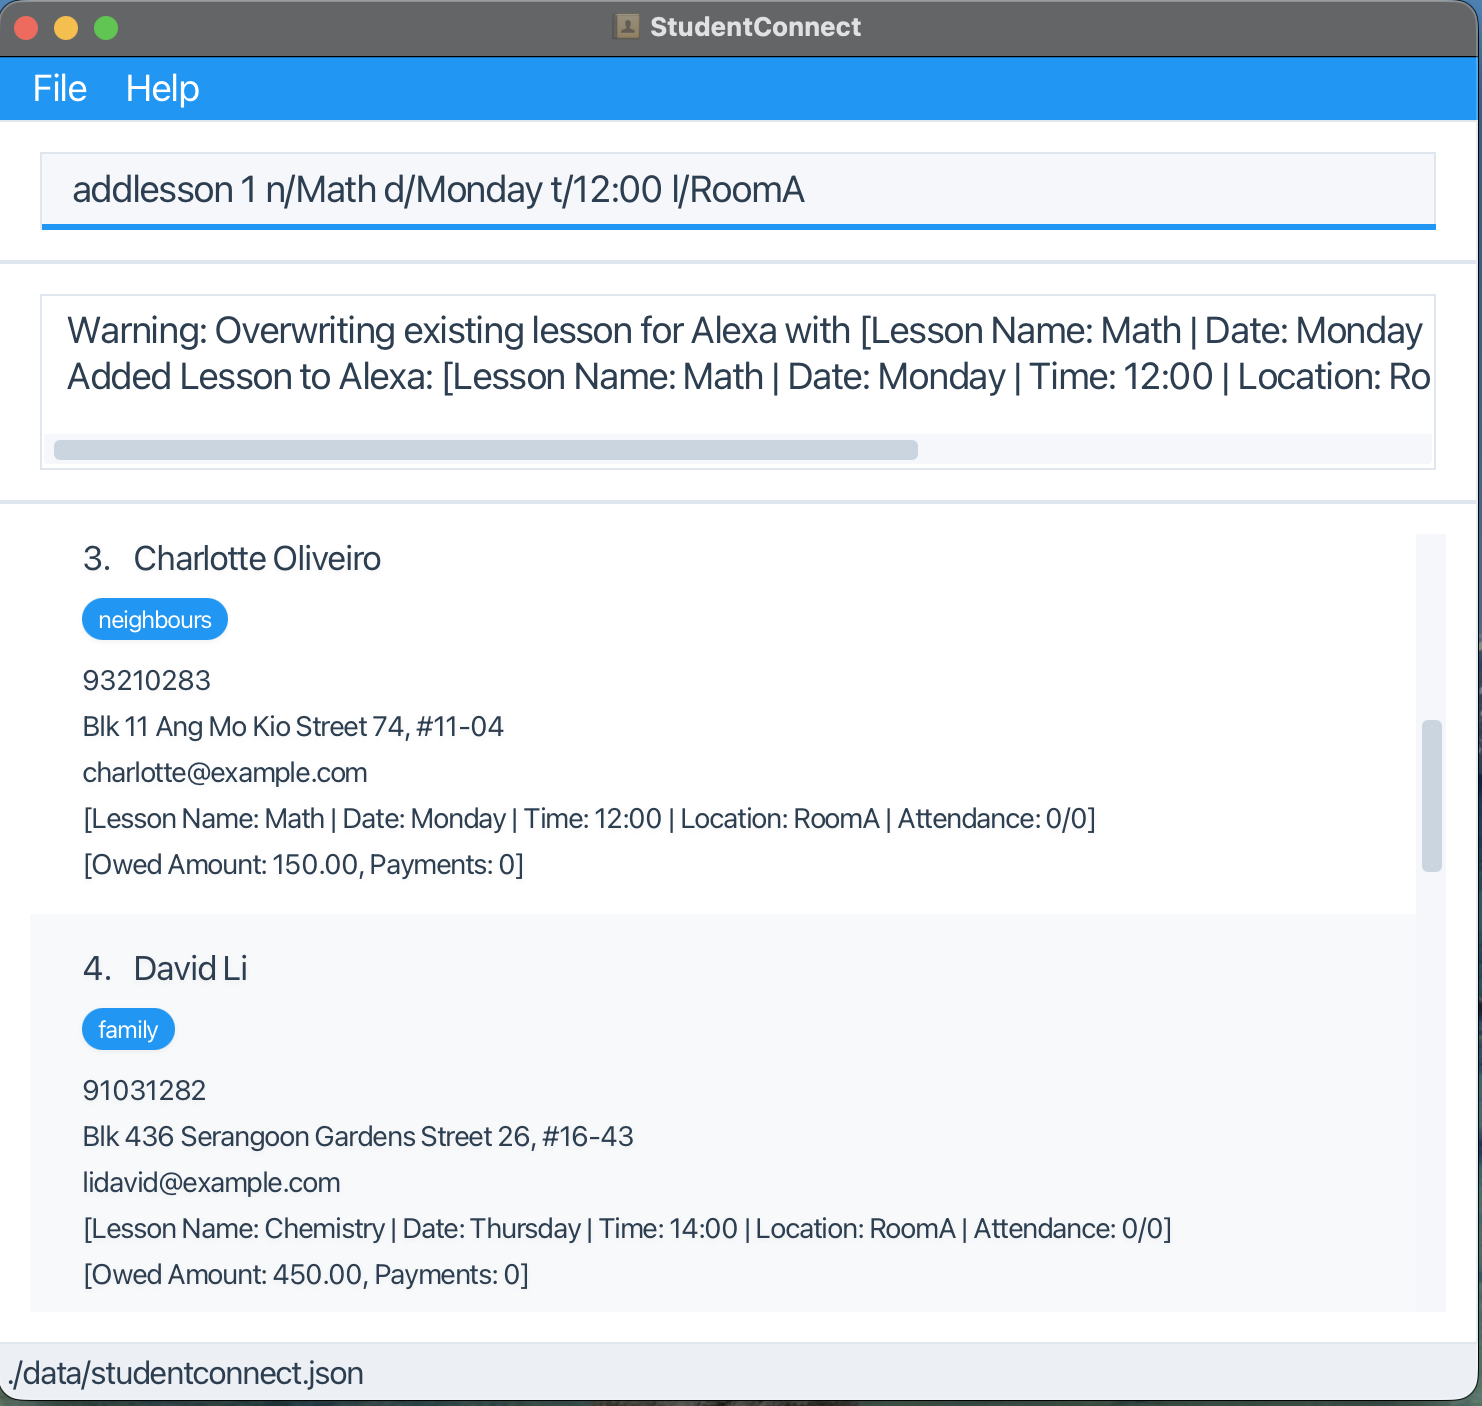 StudentConnect
File Help
addlesson 1 n/Math d/Monday t/12:00 l/RoomA
Warning: Overwriting existing lesson for Alexa with [Lesson Name: Math | Date: Monday
Added Lesson to Alexa: [Lesson Name: Math | Date: Monday | Time: 12:00 | Location: Ro
3. Charlotte Oliveiro
neighbours
93210283
Blk 11 Ang Mo Kio Street 74, #11-04
charlotte@example.com
[Lesson Name: Math | Date: Monday | Time: 12:00 | Location: RoomA | Attendance: 0/0]
[Owed Amount: 150.00, Payments: 0]
4. David Li
family
91031282
Blk 436 Serangoon Gardens Street 26, #16-43
lidavid@example.com
[Lesson Name: Chemistry | Date: Thursday | Time: 14:00 | Location: RoomA | Attendance: 0/0]
[Owed Amount: 450.00, Payments: 0]
./data/studentconnect.json